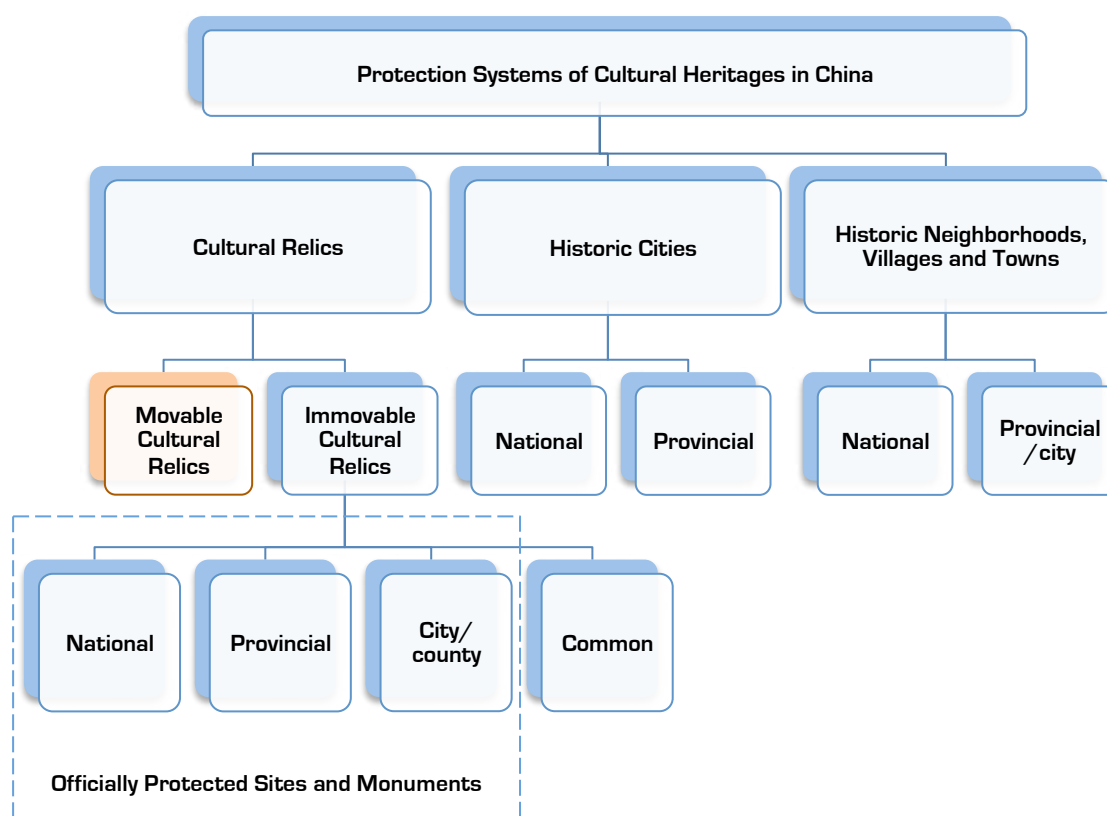 Protection Systems of Cultural Heritages in China
Cultural Relics
Historic Cities
Historic Neighborhoods,
Villages and Towns
Movable
Cultural
Relics
Immovable
Cultural
Relics
National
Provincial
National
Provincial
/city
National
Provincial
City/
county
Common
Officially Protected Sites and Monuments